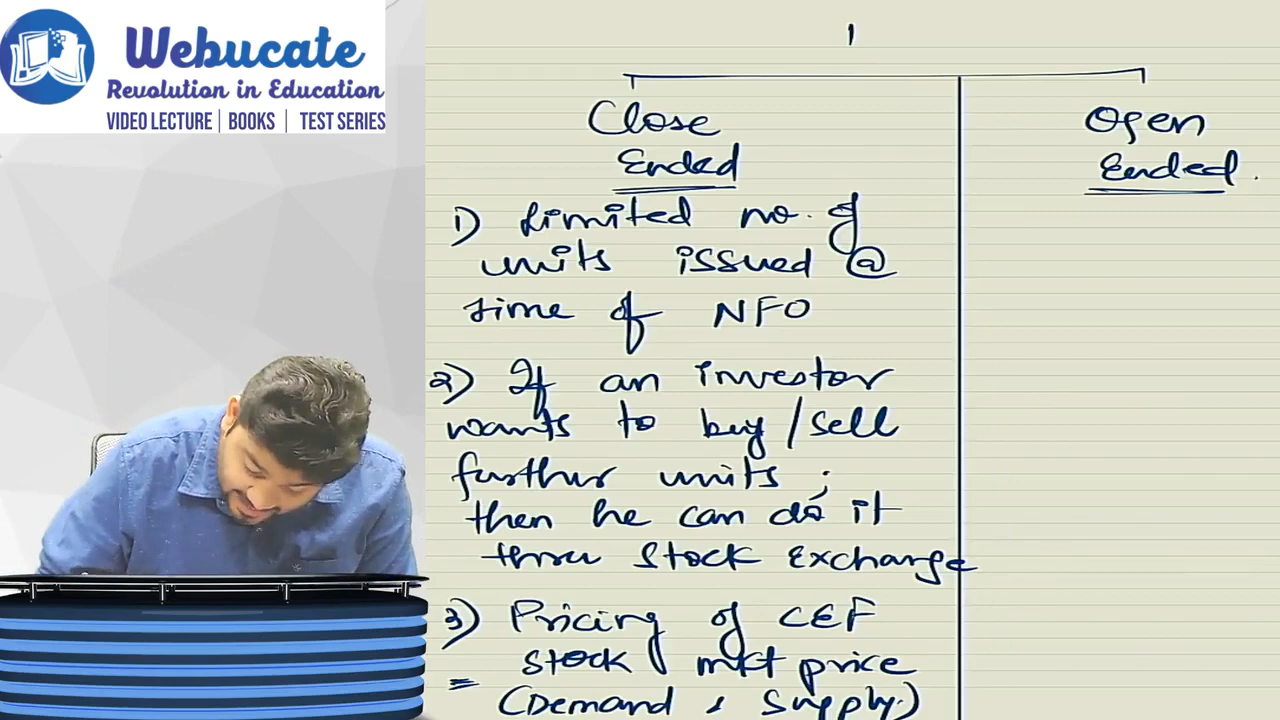 Webucate
Revolution in Education
VIDEO LECTURE | BOOKS | TEST SERIES
Close
Ended
Open
Ended.
1) Limited no. of
units issued @
time of NFO
2) If an investor
wants to buy/sell
further units;
then he can do it
thru Stock Exchange
3) Pricing of CEF
= Stock mkt price
(Demand & Supply.)